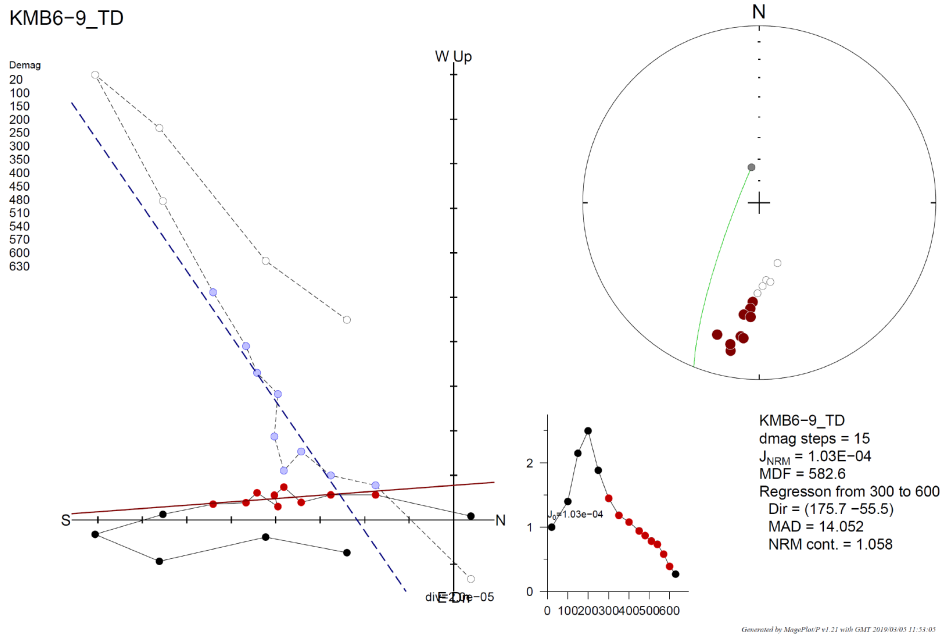 KMB6-9_TD
Demag
20
100
150
200
250
300
350
400
450
480
510
540
570
600
630
W Up
S
N
E Dn
div=2.0e-05
N
2
1
0
J₀=1.03e-04
0 100200300400500600
KMB6-9_TD
dmag steps = 15
J_NRM = 1.03E-04
MDF = 582.6
Regresson from 300 to 600
Dir = (175.7 -55.5)
MAD = 14.052
NRM cont. = 1.058
Generated by MagePlot/P v1.21 with GMT 2019/03/05 11:53:05